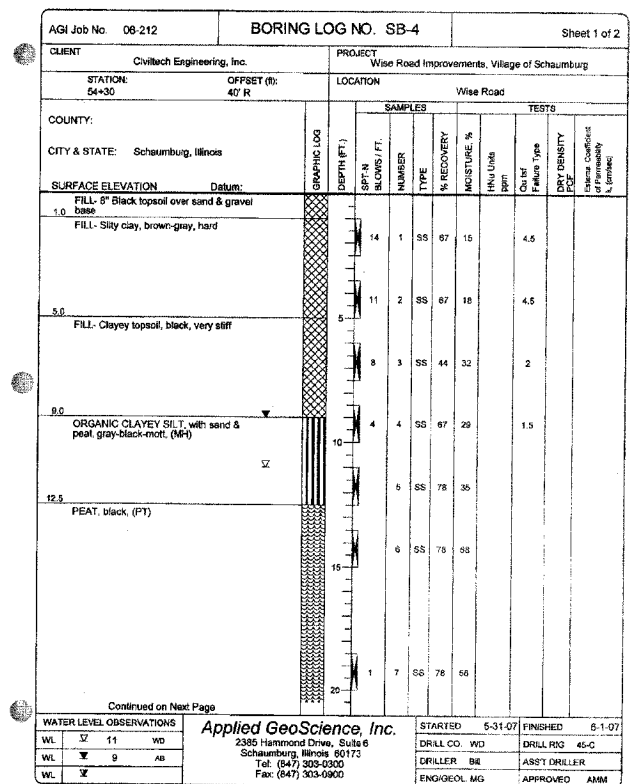 AGI Job No. 06-212
BORING LOG NO. SB-4
Sheet 1 of 2
CLIENT
Civiltech Engineering, Inc.
PROJECT
Wise Road Improvements, Village of Schaumburg
STATION:
54+30
OFFSET (ft):
40' R
LOCATION
Wise Road
COUNTY:
CITY & STATE: Schaumburg, Illinois
SURFACE ELEVATION Datum:
SAMPLES
TESTS
GRAPHIC LOG
DEPTH (FT.)
SPT-N
BLOWS / FT.
NUMBER
TYPE
% RECOVERY
MOISTURE, %
HNu Units
ppm
Qu tsf
Failure Type
DRY DENSITY
PCF
Coefficient
of Permeability
k, (cm/sec)
FILL- 8" Black topsoil over sand & gravel
1.0 base
FILL- Silty clay, brown-gray, hard
14 1 SS 67 15 4.5
11 2 SS 67 18 4.5
5.0
5
FILL- Clayey topsoil, black, very stiff
8 3 SS 44 32 2
9.0
ORGANIC CLAYEY SILT, with sand &
peat, gray-black-mott, (MH)
4 4 SS 67 29 1.5
10
5 SS 78 35
12.5
PEAT, black, (PT)
6 SS 78
15
1 7 SS 78
20
Continued on Next Page
WATER LEVEL OBSERVATIONS
WL 11 WD
WL 9 AB
WL
Applied GeoScience, Inc.
2385 Hammond Drive, Suite 6
Schaumburg, Illinois 60173
Tel: (847) 303-0300
Fax: (847) 303-0900
STARTED 5-31-07 FINISHED 6-1-07
DRILL CO. WD DRILL RIG 45-C
DRILLER Bill ASS'T DRILLER
ENG/GEOL. MG APPROVED AMM